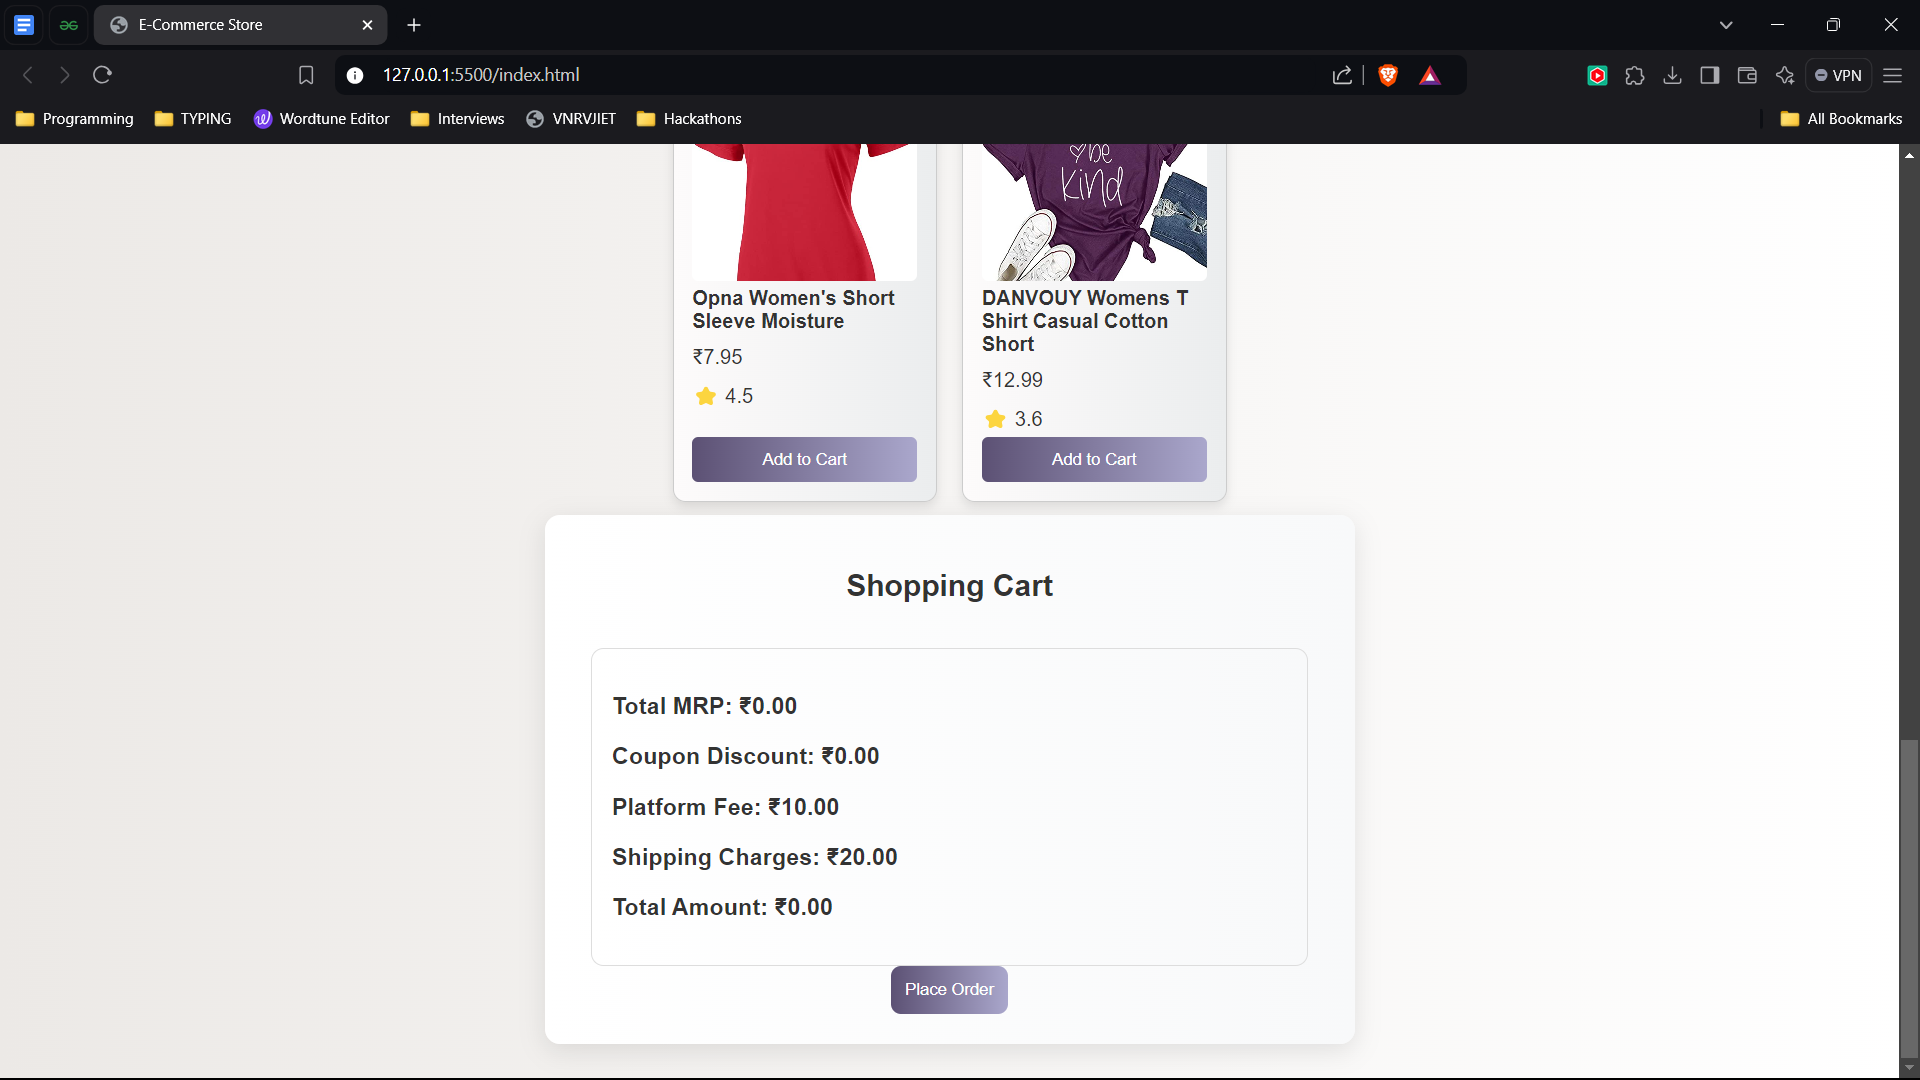 E-Commerce Store
127.0.0.1:5500/index.html
VPN
Programming
TYPING
Wordtune Editor
Interviews
VNRVJIET
Hackathons
All Bookmarks
be
kind
Opna Women's Short
Sleeve Moisture
₹7.95
4.5
Add to Cart
DANVOUY Womens T
Shirt Casual Cotton
Short
₹12.99
3.6
Add to Cart
Shopping Cart
Total MRP: ₹0.00
Coupon Discount: ₹0.00
Platform Fee: ₹10.00
Shipping Charges: ₹20.00
Total Amount: ₹0.00
Place Order